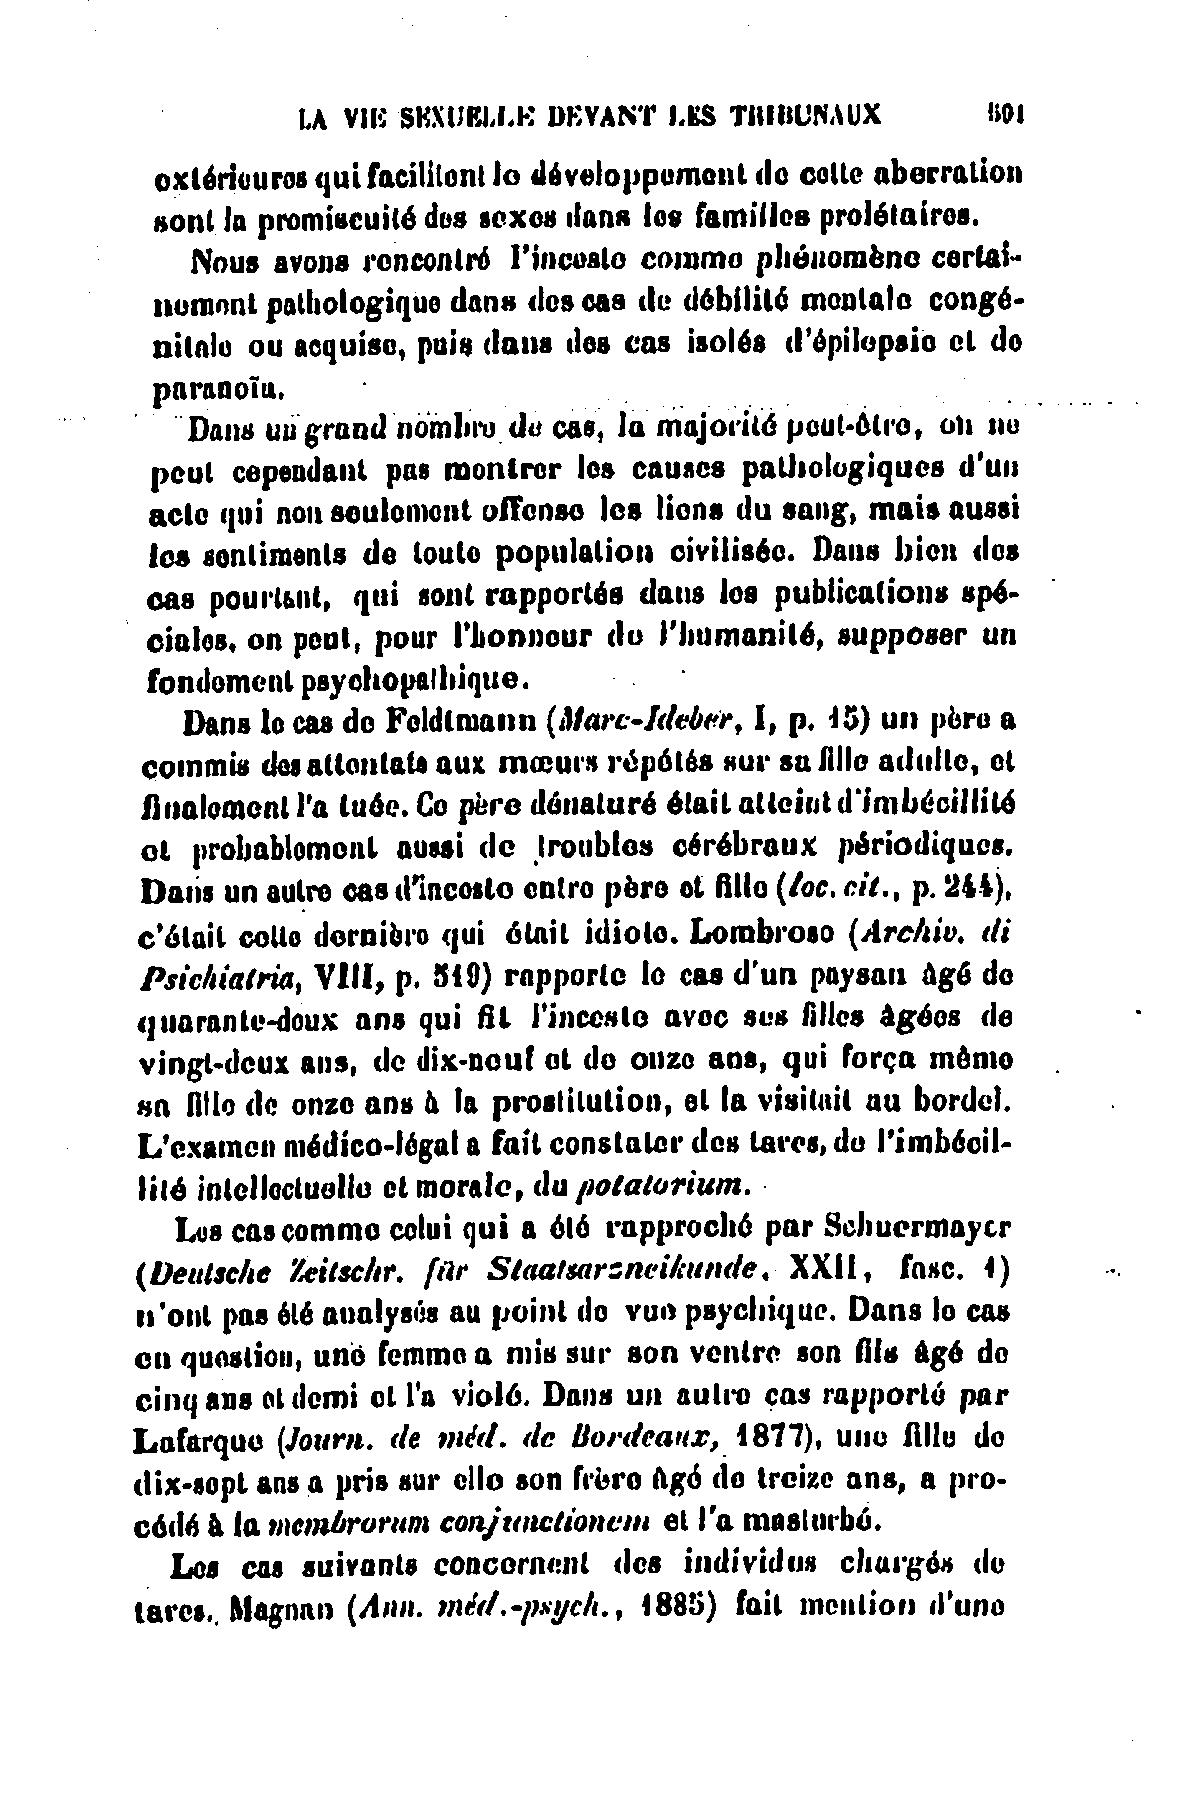 LA VIE SEXUELLE DEVANT LES TRIBUNAUX 501
extérieures qui facilitent le développement de cette aberration
sont la promiscuité des sexes dans les familles prolétaires.
Nous avons rencontré l'inceste comme phénomène certai-
nement pathologique dans des cas de débilité mentale congé-
nitale ou acquise, puis dans des cas isolés d'épilepsie et de
paranoïa.
Dans un grand nombre de cas, la majorité peut-être, on ne
peut cependant pas montrer les causes pathologiques d'un
acte qui non seulement offense les liens du sang, mais aussi
les sentiments de toute population civilisée. Dans bien des
cas pourtant, qui sont rapportés dans les publications spé-
ciales, on peut, pour l'honneur de l'humanité, supposer un
fondement psychopathique.
Dans le cas de Feldtmann (Marc-Ideber, I, p. 15) un père a
commis des attentats aux mœurs répétés sur sa fille adulte, et
finalement l'a tuée. Ce père dénaturé était atteint d'imbécillité
et probablement aussi de troubles cérébraux périodiques.
Dans un autre cas d'inceste entre père et fille (loc. cit., p. 244),
c'était cette dernière qui était idiote. Lombroso (Archiv. di
Psichiatria, VIII, p. 519) rapporte le cas d'un paysan âgé de
quarante-deux ans qui fit l'inceste avec ses filles âgées de
vingt-deux ans, de dix-neuf et de onze ans, qui força même
sa fille de onze ans à la prostitution, et la visitait au bordel.
L'examen médico-légal a fait constater des tares, de l'imbécil-
lité intellectuelle et morale, du potatorium.
Les cas comme celui qui a été rapproché par Schuermayer
(Deutsche Zeitschr. für Staatsarzneikunde, XXII, fasc. 1)
n'ont pas été analysés au point de vue psychique. Dans le cas
en question, une femme a mis sur son ventre son fils âgé de
cinq ans et demi et l'a violé. Dans un autre cas rapporté par
Lafarque (Journ. de méd. de Bordeaux, 1877), une fille de
dix-sept ans a pris sur elle son frère âgé de treize ans, a pro-
cédé à la membrorum conjunctionem et l'a masturbé.
Les cas suivants concernent des individus chargés de
tares. Magnan (Ann. méd.-psych., 1885) fait mention d'une